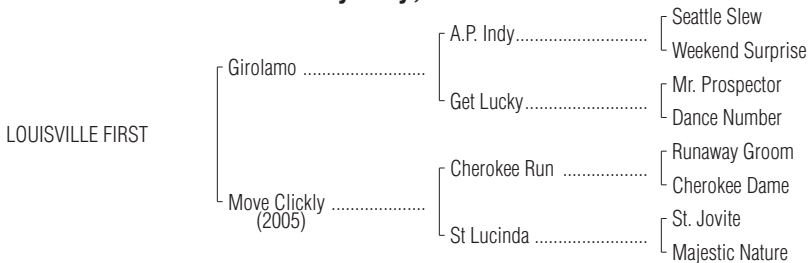 Seattle Slew
A.P. Indy
Weekend Surprise
Girolamo
Mr. Prospector
Get Lucky
Dance Number
LOUISVILLE FIRST
Runaway Groom
Cherokee Run
Cherokee Dame
Move Clickly
(2005)
St. Jovite
St Lucinda
Majestic Nature